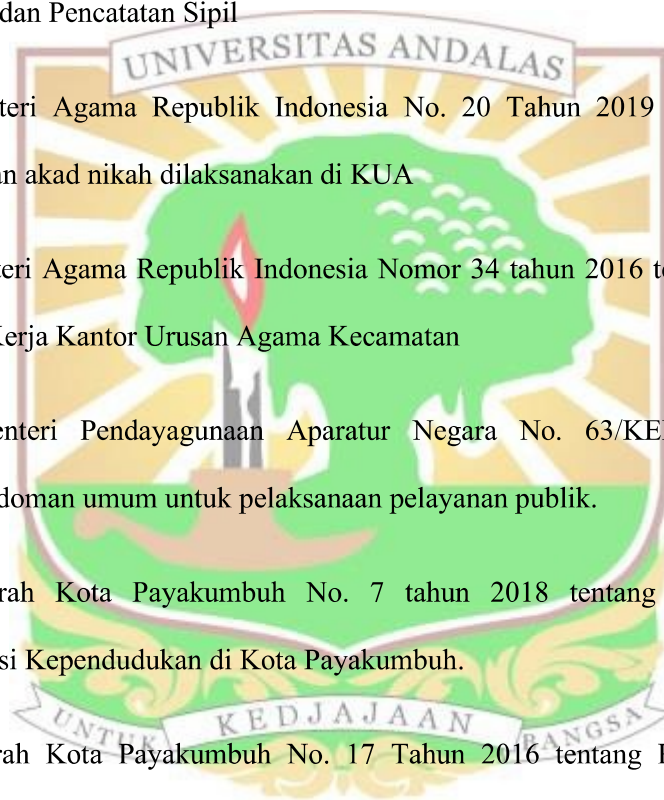 dan Pencatatan Sipil
UNIVERSITAS ANDALAS
teri Agama Republik Indonesia No. 20 Tahun 2019
an akad nikah dilaksanakan di KUA
teri Agama Republik Indonesia Nomor 34 tahun 2016 te
Kerja Kantor Urusan Agama Kecamatan
enteri Pendayagunaan Aparatur Negara No. 63/KE
doman umum untuk pelaksanaan pelayanan publik.
rah Kota Payakumbuh No. 7 tahun 2018 tentang
si Kependudukan di Kota Payakumbuh.
UNTUK KEDJAJAAN BANGSA
rah Kota Payakumbuh No. 17 Tahun 2016 tentang